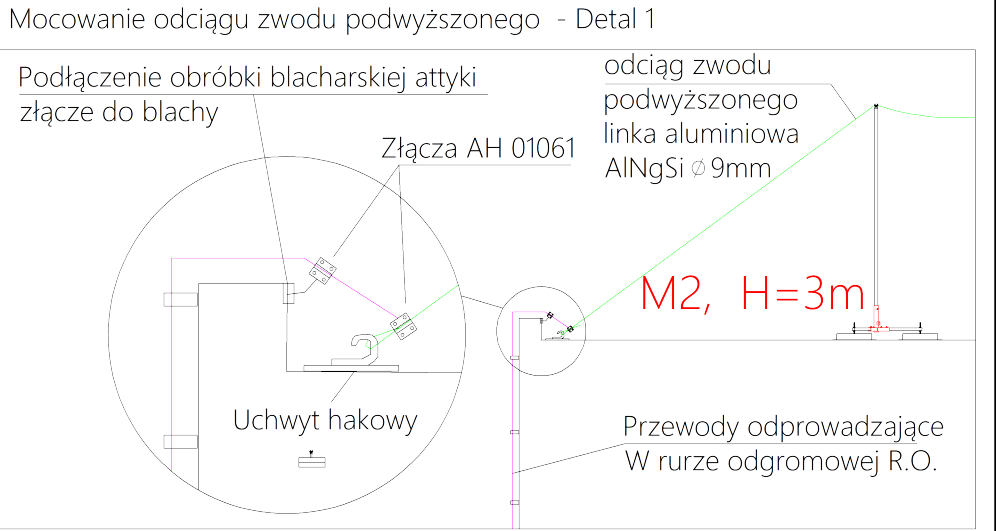 Mocowanie odciągu zwodu podwyższonego - Detal 1
Podłączenie obróbki blacharskiej attyki
złącze do blachy
Złącza AH 01061
odciąg zwodu
podwyższonego
linka aluminiowa
AlNgSi ∅ 9mm
M2, H=3m
Uchwyt hakowy
Przewody odprowadzające
W rurze odgromowej R.O.